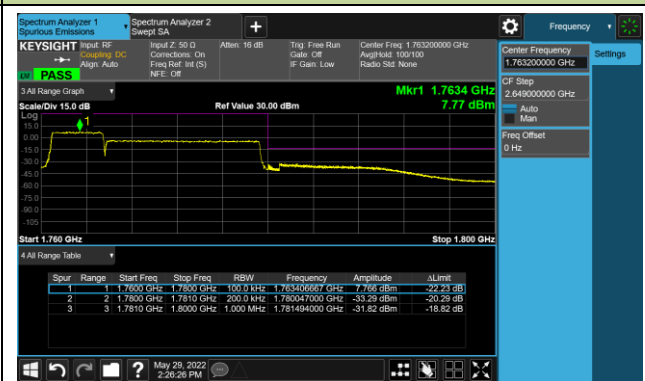 Spectrum Analyzer 1
Spurious Emissions
Spectrum Analyzer 2
Swept SA
+
Frequency
KEYSIGHT
Input: RF
Coupling: DC
Align: Auto
Input Z: 50 Ω
Corrections: On
Freq Ref: Int (S)
NFE: Off
Atten: 16 dB
Trig: Free Run
Gate: Off
IF Gain: Low
Center Freq: 1.763200000 GHz
Avg|Hold: 100/100
Radio Std: None
PASS
Center Frequency
1.763200000 GHz
Settings
CF Step
2.649000000 GHz
Auto
Man
Freq Offset
0 Hz
3 All Range Graph
Mkr1 1.7634 GHz
Scale/Div 15.0 dB
Ref Value 30.00 dBm
7.77 dBm
Log
1
15.0
0.00
-15.0
-30.0
-45.0
-60.0
-75.0
-90.0
-105
Start 1.760 GHz
Stop 1.800 GHz
4 All Range Table
Spur Range Start Freq Stop Freq RBW Frequency Amplitude ΔLimit
1 1 1.7600 GHz 1.7800 GHz 100.0 kHz 1.763406667 GHz 7.766 dBm -22.23 dB
2 2 1.7800 GHz 1.7810 GHz 200.0 kHz 1.780047000 GHz -33.29 dBm -20.29 dB
3 3 1.7810 GHz 1.8000 GHz 1.000 MHz 1.781494000 GHz -31.82 dBm -18.82 dB
?
May 29, 2022
2:26:26 PM